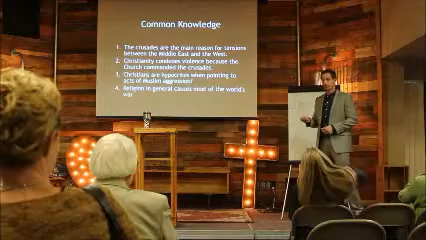 Common Knowledge
1. The crusades are the main reason for tensions
between the Middle East and the West.
2. Christianity condones violence because the
Church commanded the crusades.
3. Christians are hypocrites when pointing to
acts of Muslim aggression!
4. Religion in general causes most of the world's
war